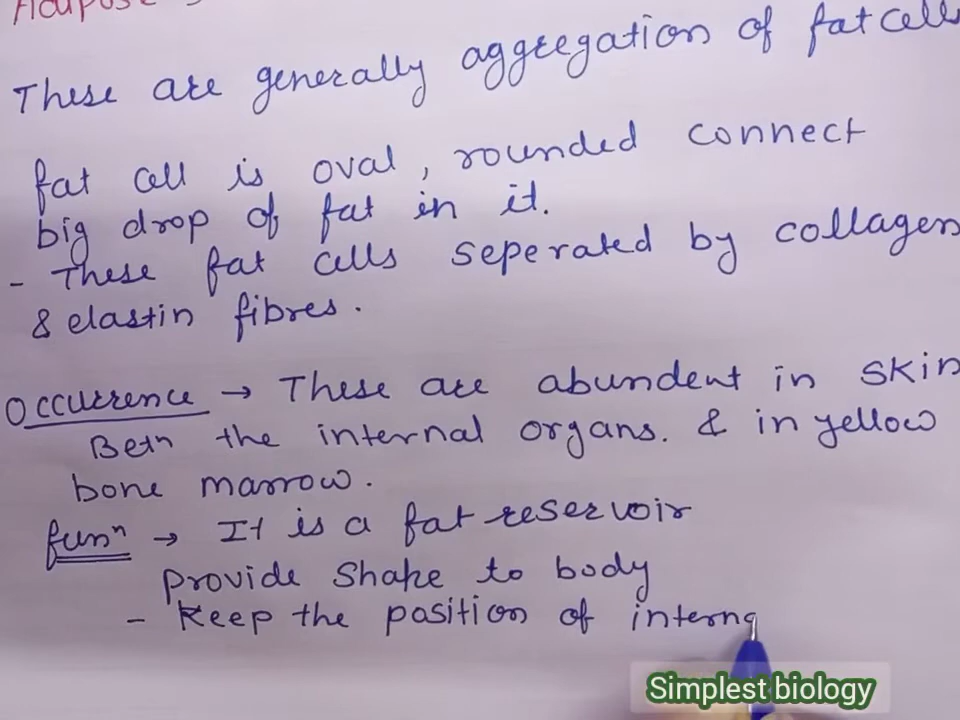 Adipose
These are generally aggregation of fat cells
fat cell is oval, rounded connect
big drop of fat in it.
- These fat cells seperated by collagen
& elastin fibres.
Occurrence → These are abundent in skin
Betn the internal organs. & in yellow
bone marrow.
funn → It is a fat reservoir
Provide Shape to body
- Keep the position of interna
Simplest biology